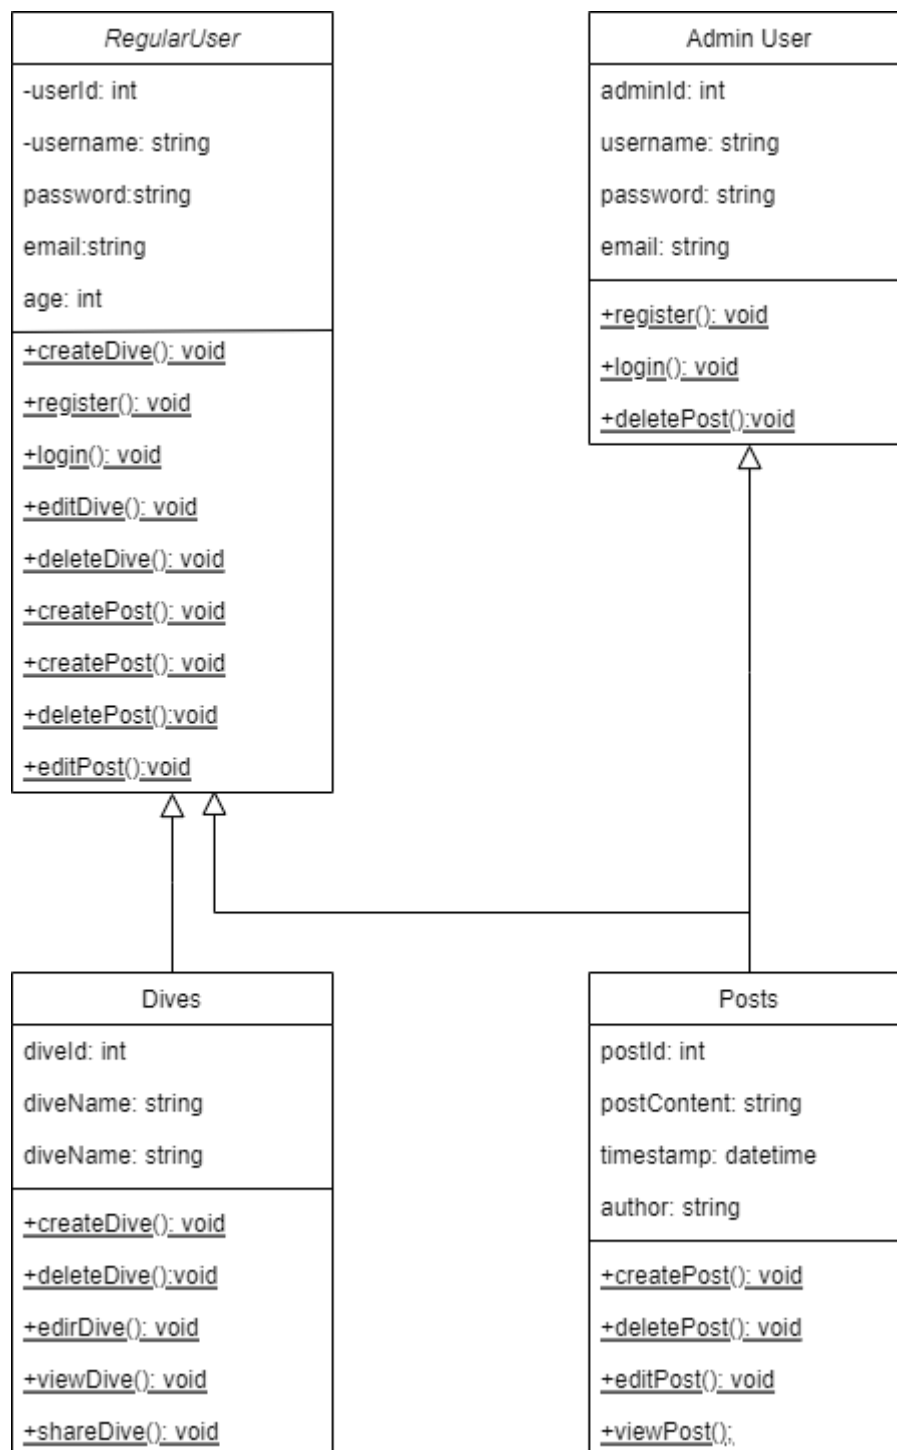 RegularUser
-userId: int
-username: string
password:string
email:string
age: int
+createDive(): void
+register(): void
+login(): void
+editDive(): void
+deleteDive(): void
+createPost(): void
+createPost(): void
+deletePost():void
+editPost():void
Admin User
adminId: int
username: string
password: string
email: string
+register(): void
+login(): void
+deletePost():void
Dives
diveId: int
diveName: string
diveName: string
+createDive(): void
+deleteDive():void
+edirDive(): void
+viewDive(): void
+shareDive(): void
Posts
postId: int
postContent: string
timestamp: datetime
author: string
+createPost(): void
+deletePost(): void
+editPost(): void
+viewPost();